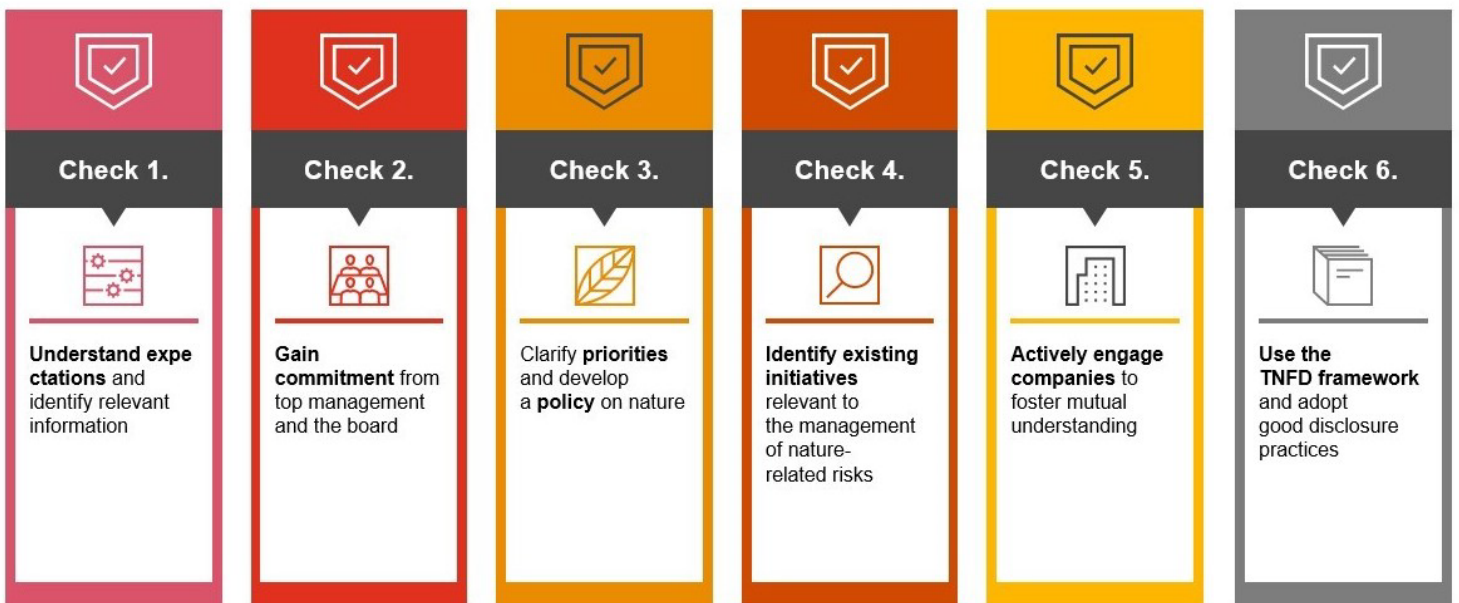 Check 1.
Understand expe
ctations and
identify relevant
information
Check 2.
Gain
commitment from
top management
and the board
Check 3.
Clarify priorities
and develop
a policy on nature
Check 4.
Identify existing
initiatives
relevant to
the management
of nature-
related risks
Check 5.
Actively engage
companies to
foster mutual
understanding
Check 6.
Use the
TNFD framework
and adopt
good disclosure
practices